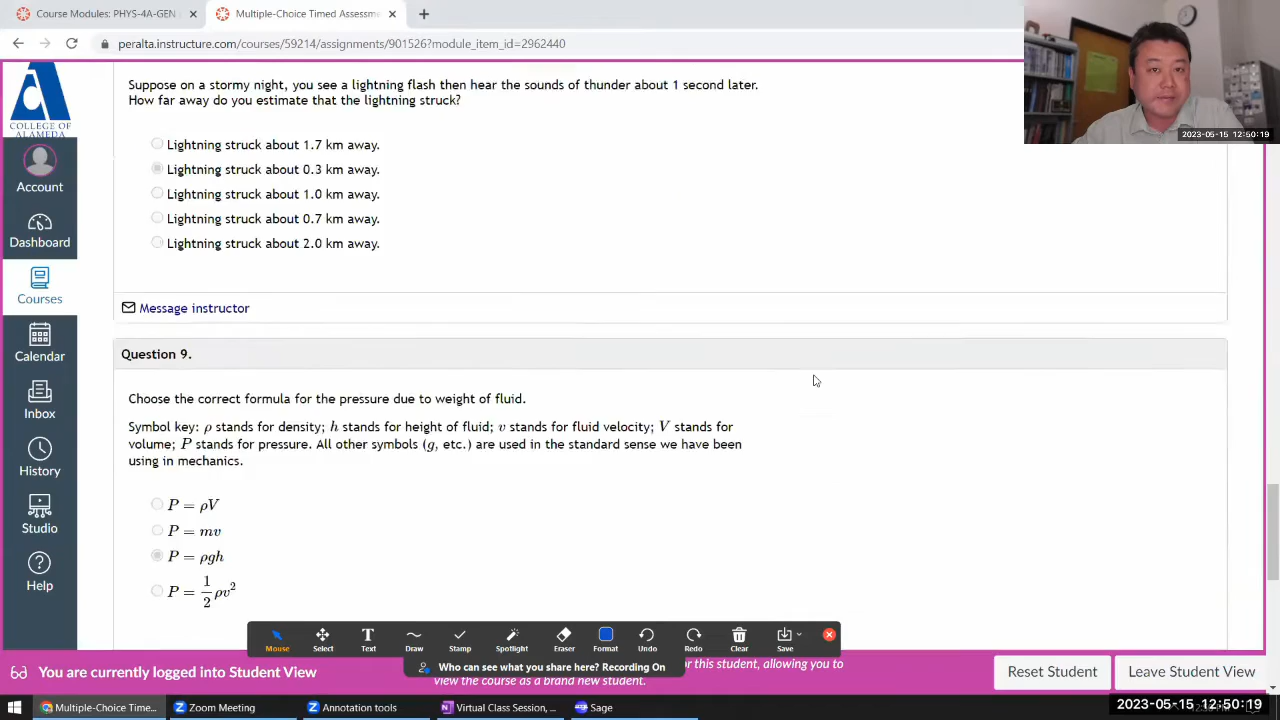 Course Modules: PHYS-4A-GEN
Multiple-Choice Timed Assessme
peralta.instructure.com/courses/59214/assignments/901526?module_item_id=2962440
2023-05-15 12:50:19
COLLEGE OF
ALAMEDA
Account
Dashboard
Courses
Calendar
Inbox
History
Studio
Help
Suppose on a stormy night, you see a lightning flash then hear the sounds of thunder about 1 second later.
How far away do you estimate that the lightning struck?
Lightning struck about 1.7 km away.
Lightning struck about 0.3 km away.
Lightning struck about 1.0 km away.
Lightning struck about 0.7 km away.
Lightning struck about 2.0 km away.
Message instructor
Question 9.
Choose the correct formula for the pressure due to weight of fluid.
Symbol key: ρ stands for density; h stands for height of fluid; v stands for fluid velocity; V stands for
volume; P stands for pressure. All other symbols (g, etc.) are used in the standard sense we have been
using in mechanics.
P = ρV
P = mv
P = ρgh
P = 1/2 ρv²
Mouse Select Text Draw Stamp Spotlight Eraser Format Undo Redo Clear Save
Who can see what you share here? Recording On
You are currently logged into Student View
or this student, allowing you to
view the course as a brand new student.
Reset Student
Leave Student View
Multiple-Choice Time...
Zoom Meeting
Annotation tools
Virtual Class Session, ...
Sage
2023-05-15 12:50:19